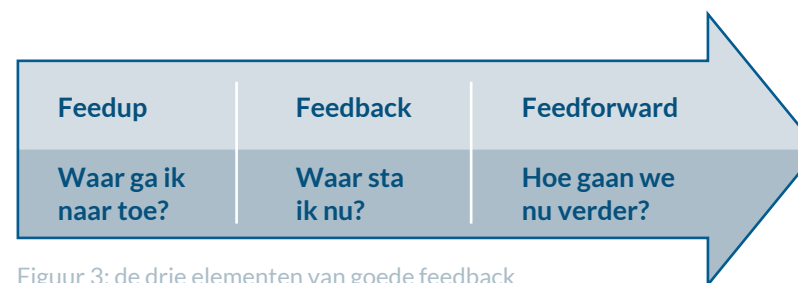 Feedup Feedback Feedforward
Waar ga ik Waar sta Hoe gaan we
naar toe? ik nu? nu verder?
Figuur 3: de drie elementen van goede feedback